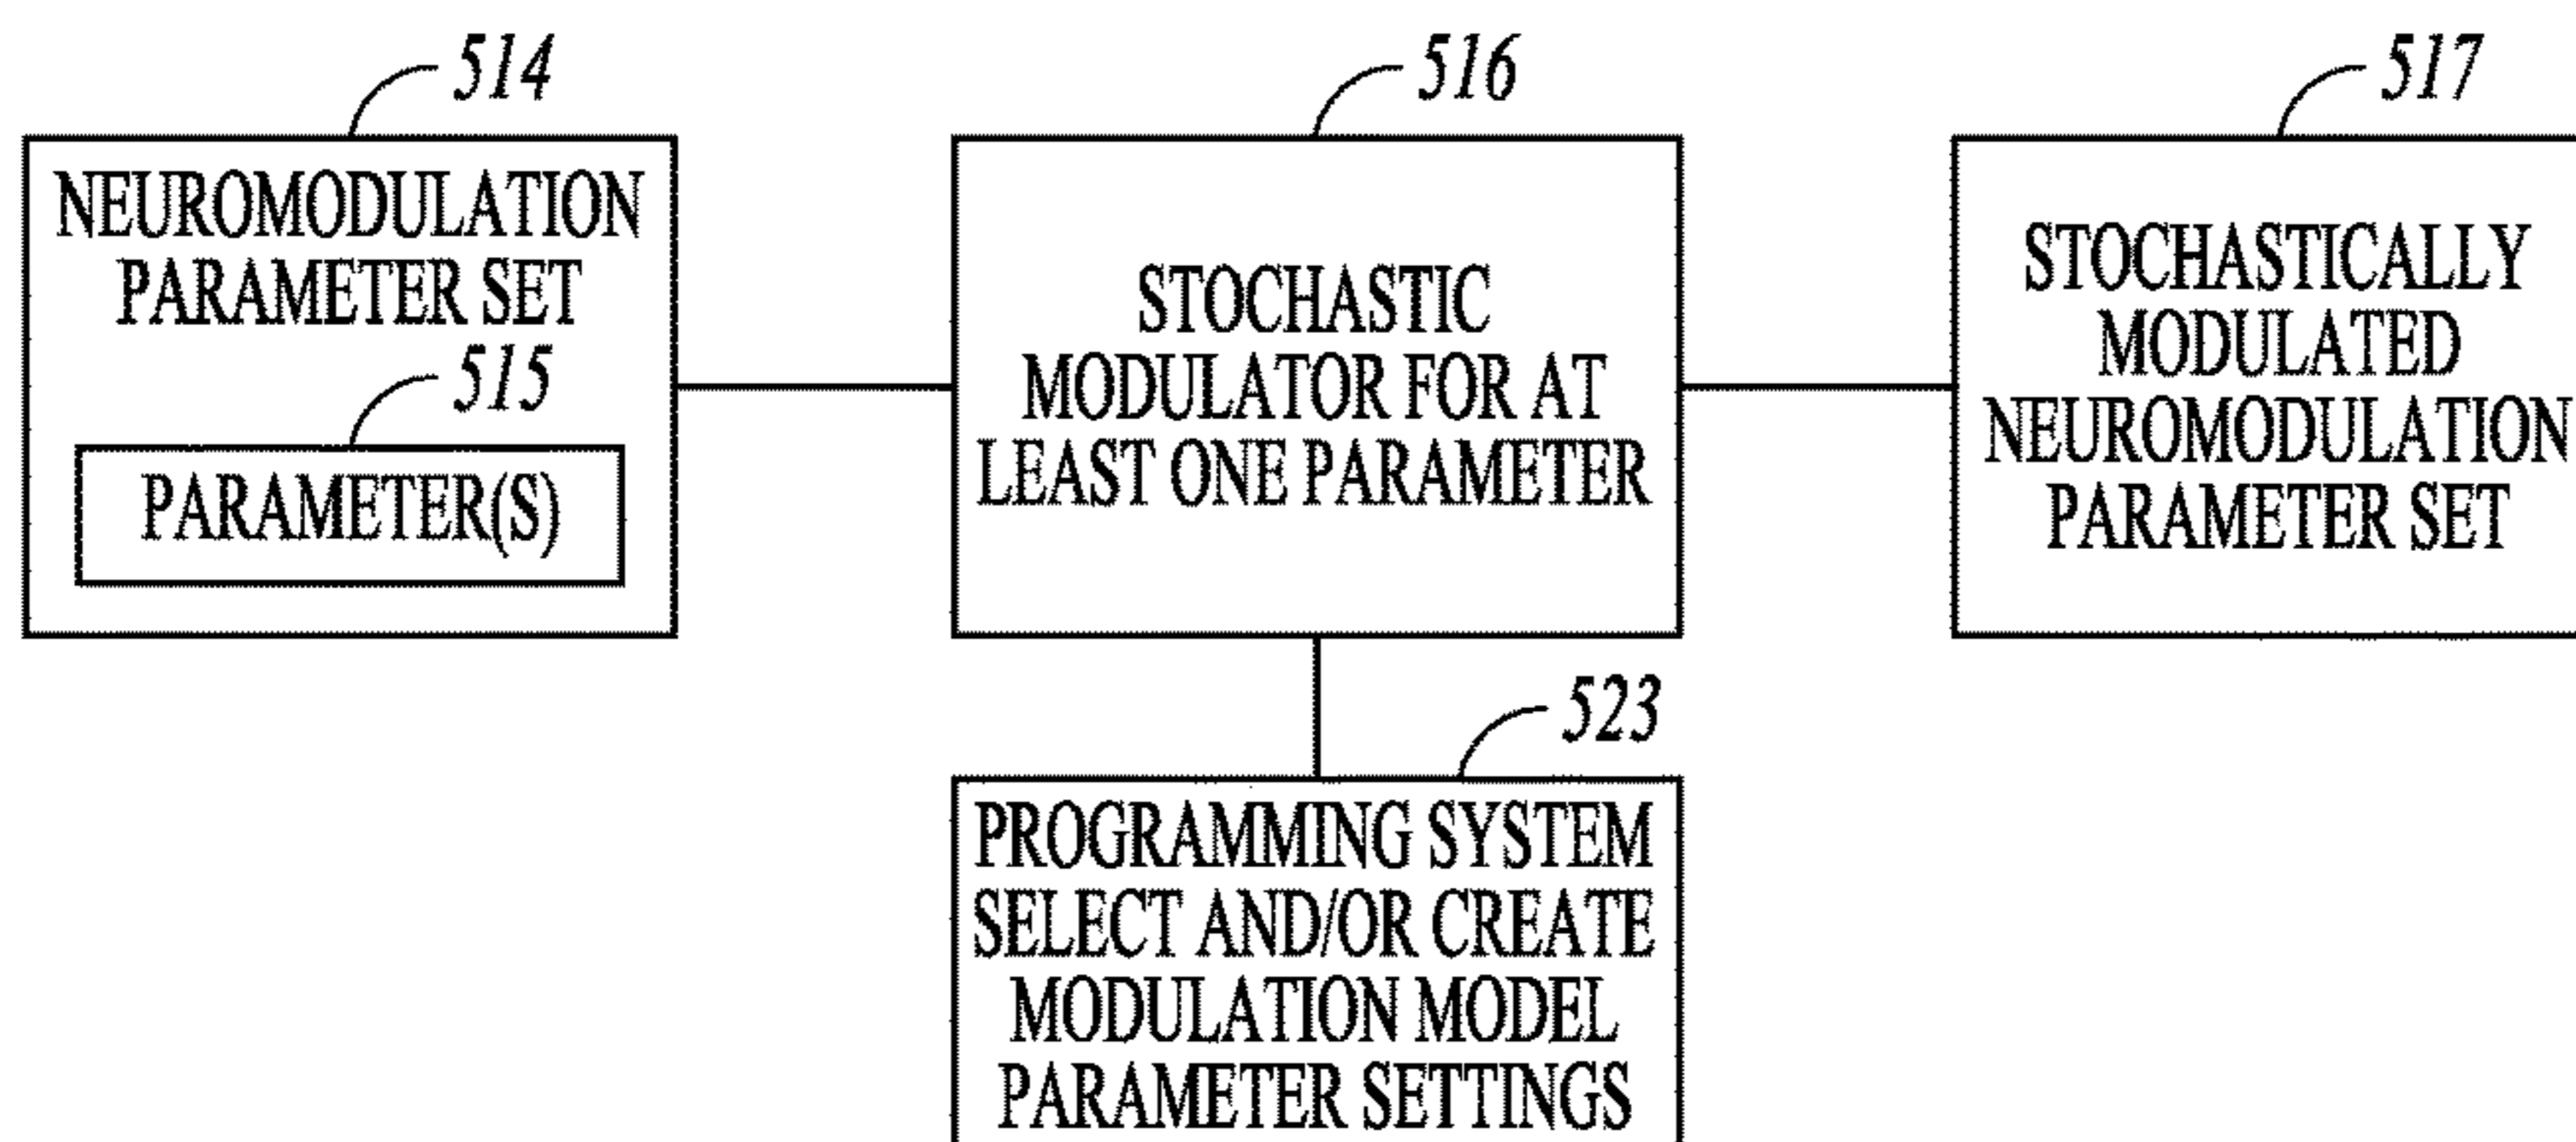 514
NEUROMODULATION
PARAMETER SET
515
PARAMETER(S)
516
STOCHASTIC
MODULATOR FOR AT
LEAST ONE PARAMETER
517
STOCHASTICALLY
MODULATED
NEUROMODULATION
PARAMETER SET
523
PROGRAMMING SYSTEM
SELECT AND/OR CREATE
MODULATION MODEL
PARAMETER SETTINGS